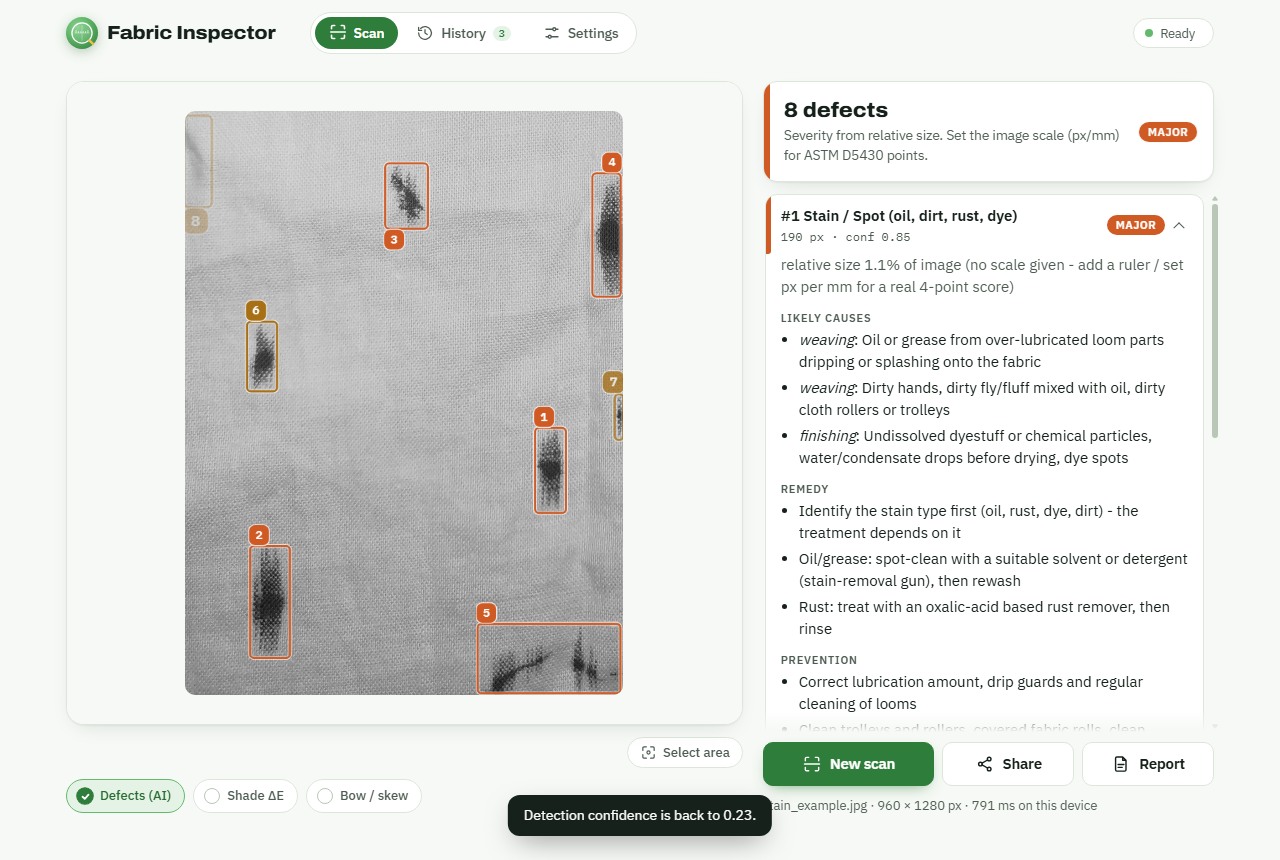 Fabric Inspector
Scan
History 3
Settings
Ready
8
3
4
6
7
1
2
5
Select area
Defects (AI)
Shade ΔE
Bow / skew
8 defects
Severity from relative size. Set the image scale (px/mm)
for ASTM D5430 points.
MAJOR
#1 Stain / Spot (oil, dirt, rust, dye)
190 px · conf 0.85
MAJOR
relative size 1.1% of image (no scale given - add a ruler / set
px per mm for a real 4-point score)
LIKELY CAUSES
• weaving: Oil or grease from over-lubricated loom parts
dripping or splashing onto the fabric
• weaving: Dirty hands, dirty fly/fluff mixed with oil, dirty
cloth rollers or trolleys
• finishing: Undissolved dyestuff or chemical particles,
water/condensate drops before drying, dye spots
REMEDY
• Identify the stain type first (oil, rust, dye, dirt) - the
treatment depends on it
• Oil/grease: spot-clean with a suitable solvent or detergent
(stain-removal gun), then rewash
• Rust: treat with an oxalic-acid based rust remover, then
rinse
PREVENTION
• Correct lubrication amount, drip guards and regular
cleaning of looms
• Clean trolleys and rollers, covered fabric rolls, clean
New scan
Share
Report
tain_example.jpg · 960 × 1280 px · 791 ms on this device
Detection confidence is back to 0.23.